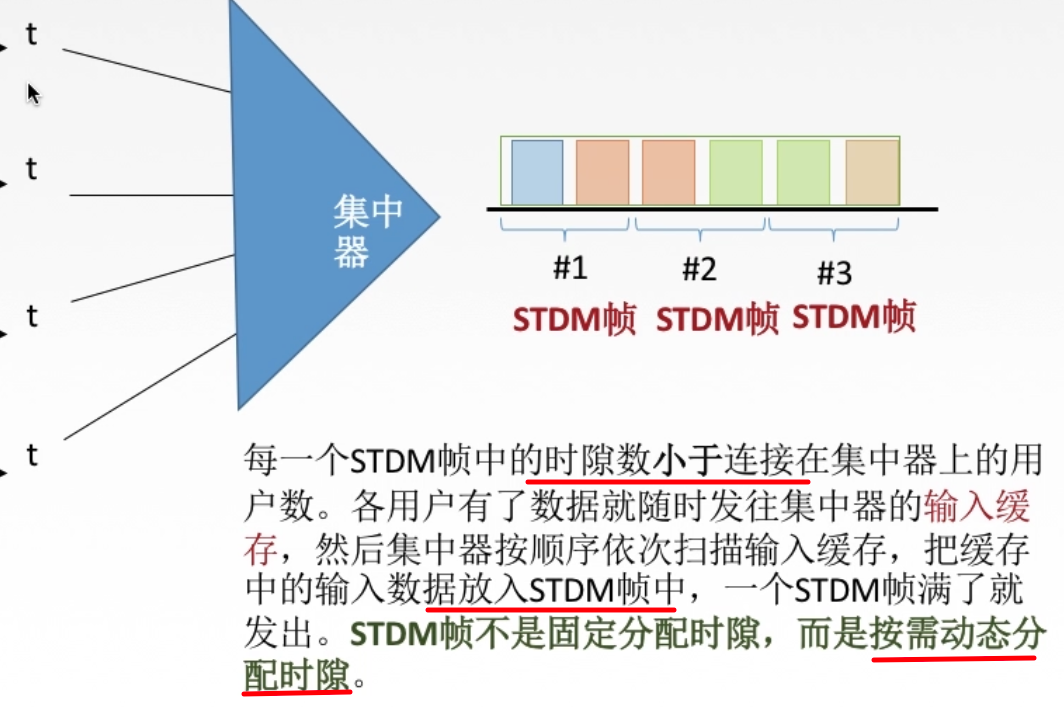 t
t
t
t
集中
器
#1
#2
#3
STDM帧 STDM帧 STDM帧
每一个STDM帧中的时隙数小于连接在集中器上的用
户数。各用户有了数据就随时发往集中器的输入缓
存，然后集中器按顺序依次扫描输入缓存，把缓存
中的输入数据放入STDM帧中，一个STDM帧满了就
发出。STDM帧不是固定分配时隙，而是按需动态分
配时隙。